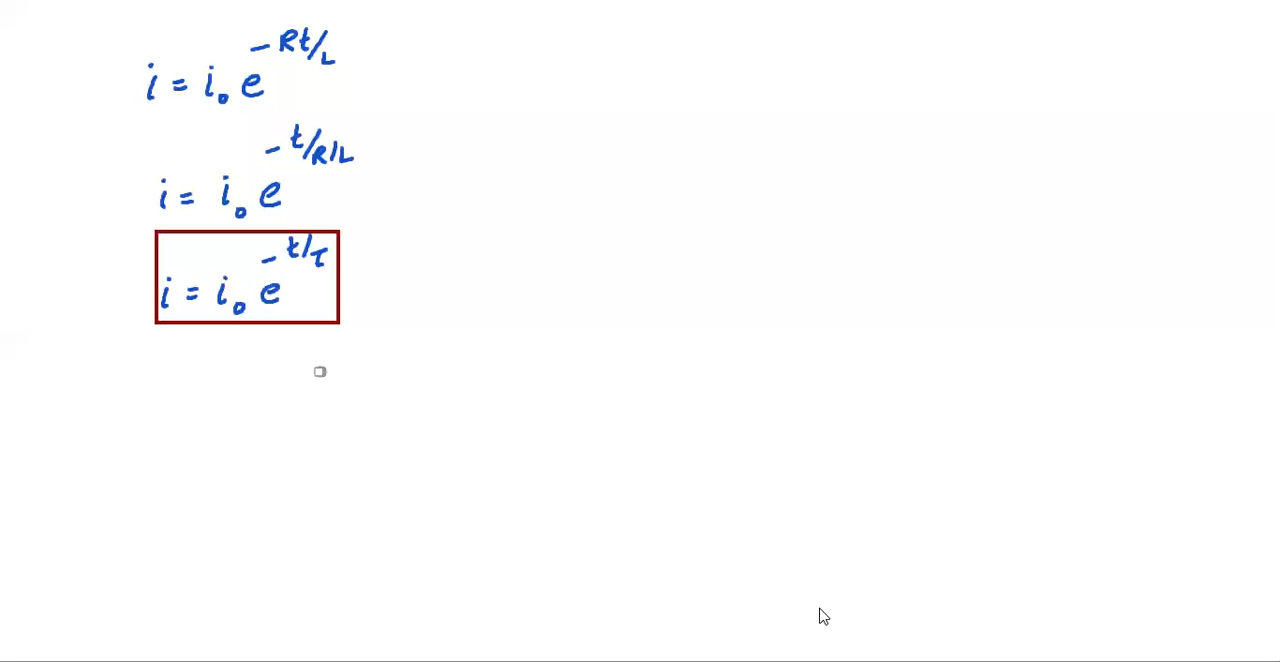 i = i₀ e^(-Rt/L)
i = i₀ e^(-t/R/L)
i = i₀ e^(-t/τ)